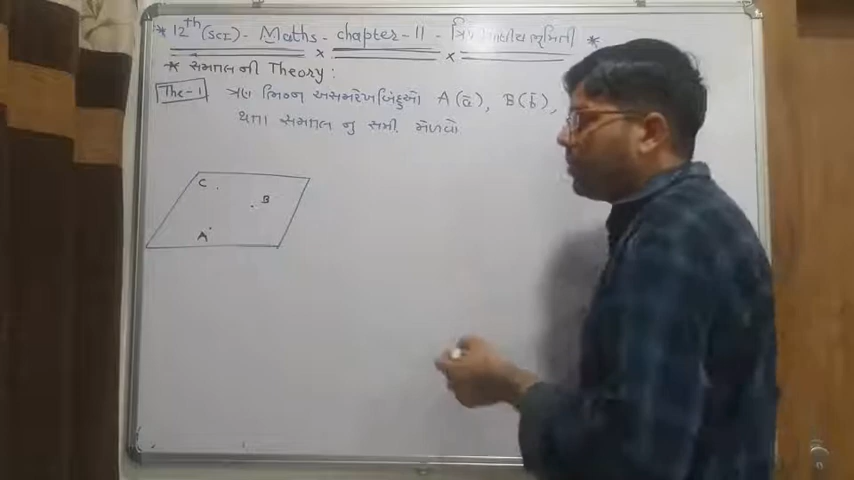 * 12th (SCI) - Maths - chapter - 11 - ત્રિપરિમાણીય ભૂમિતી *
* સમતલની Theory :
The-1 ત્રણ ભિન્ન અસમરેખ બિંદુઓ A(ā), B(b̄),
થતા સમતલ નુ સમી. મેળવો
C
B
A